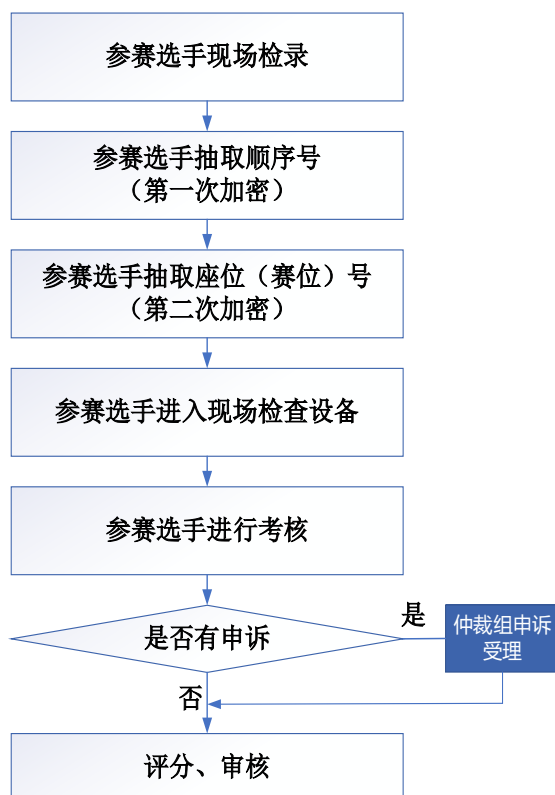 参赛选手现场检录
参赛选手抽取顺序号
（第一次加密）
参赛选手抽取座位（赛位）号
（第二次加密）
参赛选手进入现场检查设备
参赛选手进行考核
是否有申诉
是
仲裁组申诉
受理
否
评分、审核